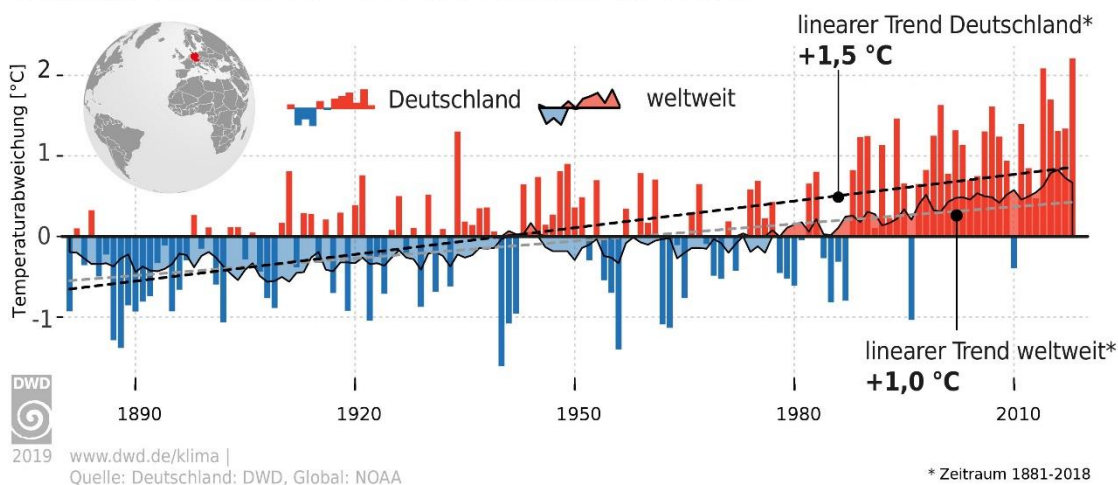 linearer Trend Deutschland*
+1,5 °C
Temperaturabweichung [°C]
2
1
0
-1
Deutschland
weltweit
linearer Trend weltweit*
+1,0 °C
1890
1920
1950
1980
2010
DWD
2019
www.dwd.de/klima |
Quelle: Deutschland: DWD, Global: NOAA
* Zeitraum 1881-2018